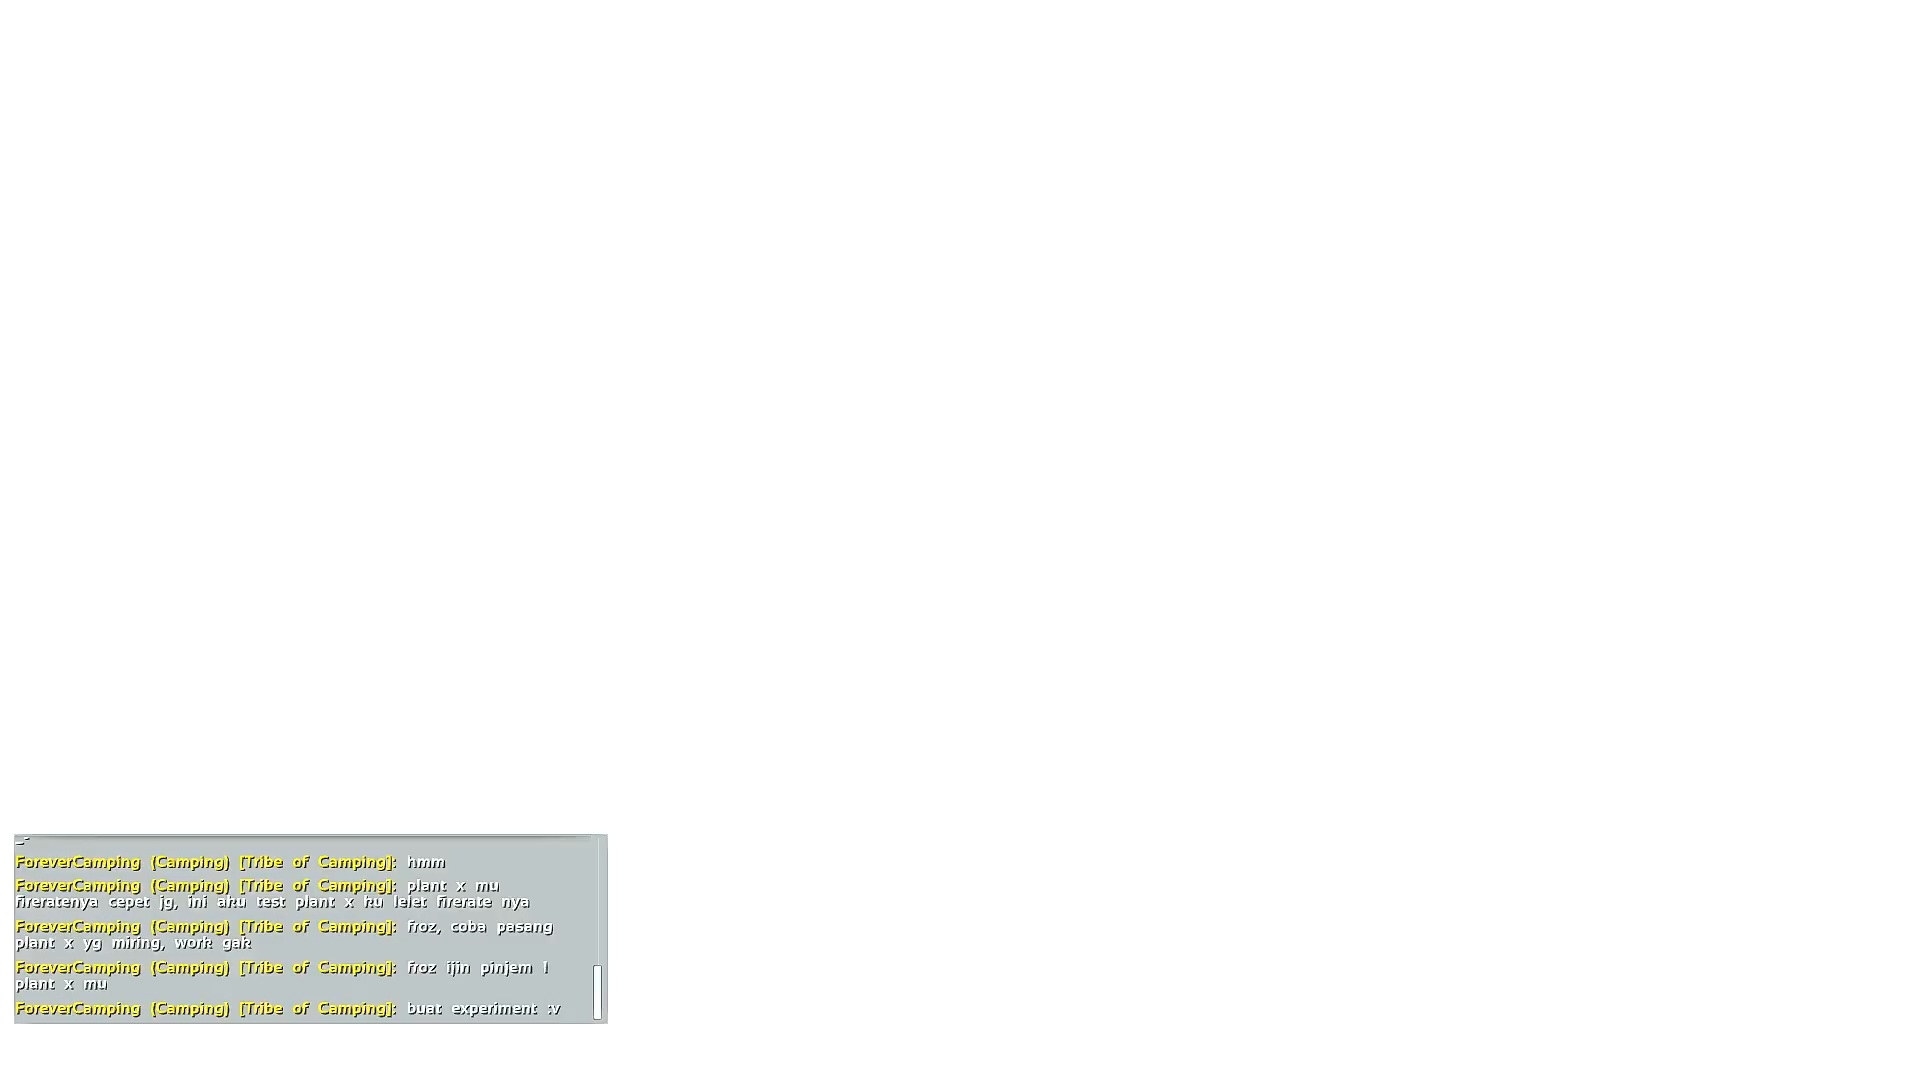 ForeverCamping (Camping) [Tribe of Camping]: hmm
ForeverCamping (Camping) [Tribe of Camping]: plant x mu
fireratenya cepet jg, ini aku test plant x ku lelet firerate nya
ForeverCamping (Camping) [Tribe of Camping]: froz, coba pasang
plant x yg miring, work gak
ForeverCamping (Camping) [Tribe of Camping]: froz ijin pinjem 1
plant x mu
ForeverCamping (Camping) [Tribe of Camping]: buat experiment :v